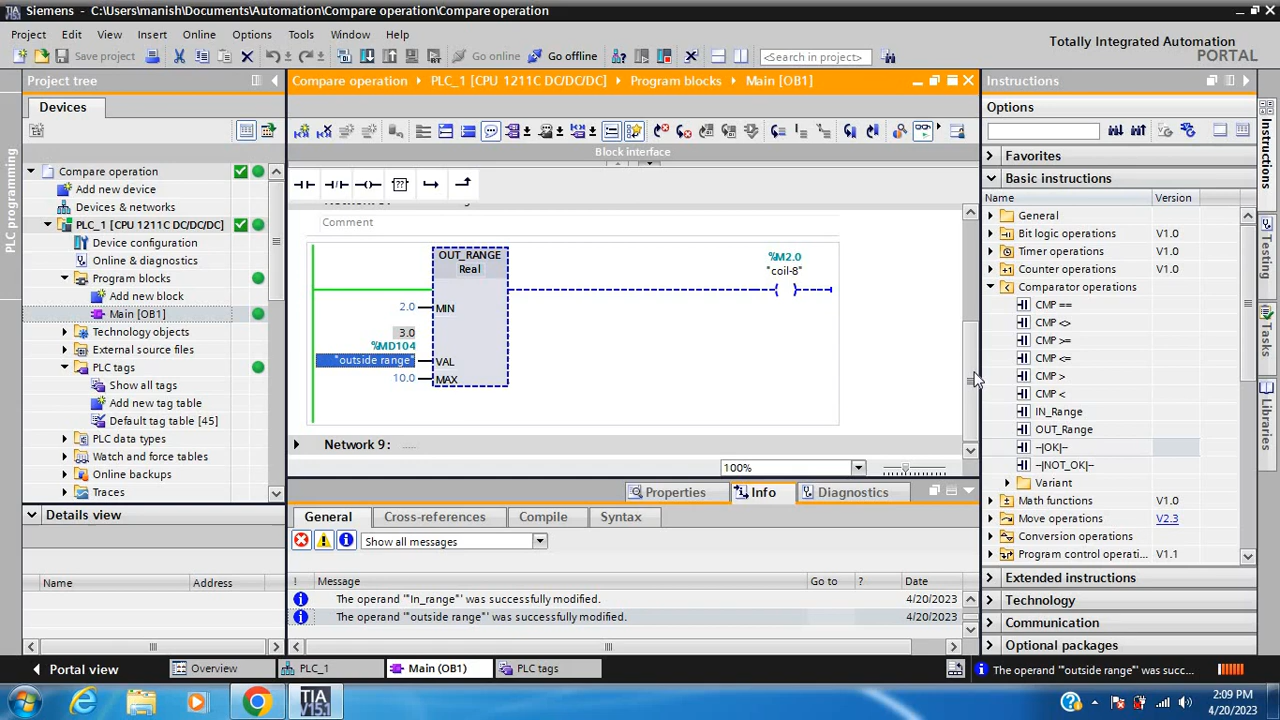 Siemens - C:\Users\manish\Documents\Automation\Compare operation\Compare operation
TIA
V15.1
Project Edit View Insert Online Options Tools Window Help
Totally Integrated Automation
PORTAL
Save project
Go online
Go offline
<Search in project>
Project tree
Compare operation
PLC_1 [CPU 1211C DC/DC/DC]
Program blocks
Main [OB1]
Instructions
Devices
Options
PLC programming
Block interface
Compare operation
Add new device
Devices & networks
PLC_1 [CPU 1211C DC/DC/DC]
Device configuration
Online & diagnostics
Program blocks
Add new block
Main [OB1]
Technology objects
External source files
PLC tags
Show all tags
Add new tag table
Default tag table [45]
PLC data types
Watch and force tables
Online backups
Traces
Details view
Name
Address
??
Comment
OUT_RANGE
Real
2.0
MIN
3.0
%MD104
"outside range"
VAL
10.0
MAX
%M2.0
"coil-8"
Network 9:
.....
100%
Properties
Info
Diagnostics
General
Cross-references
Compile
Syntax
Show all messages
!
Message
Go to
?
Date
The operand '"In_range"' was successfully modified.
4/20/2023
The operand '"outside range"' was successfully modified.
4/20/2023
Favorites
Basic instructions
Name
Version
General
Bit logic operations
V1.0
Timer operations
V1.0
Counter operations
V1.0
Comparator operations
CMP ==
CMP <>
CMP >=
CMP <=
CMP >
CMP <
IN_Range
OUT_Range
–|OK|–
–|NOT_OK|–
Variant
Math functions
V1.0
Move operations
V2.3
Conversion operations
Program control operati...
V1.1
Extended instructions
Technology
Communication
Optional packages
Instructions
Testing
Tasks
Libraries
Portal view
Overview
PLC_1
Main (OB1)
PLC tags
The operand '"outside range"' was succ...
TIA
V15.1
2:09 PM
4/20/2023